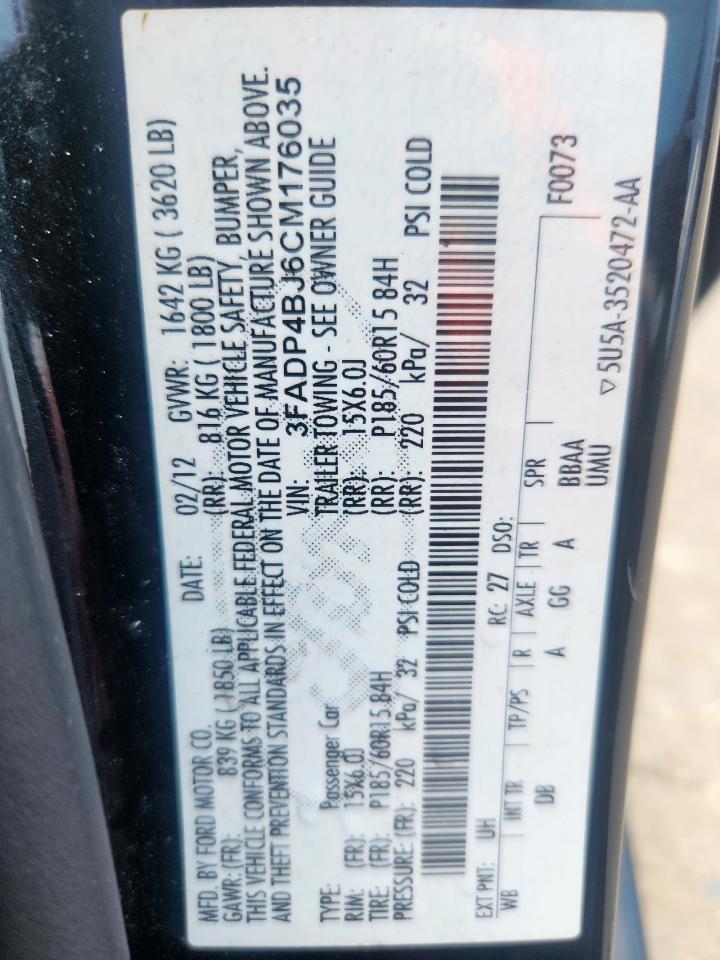 MFD. BY FORD MOTOR CO.
DATE: 02/12 GVWR: 1642 KG ( 3620 LB)
GAWR: (FR): 839 KG ( 1850 LB) (RR): 816 KG ( 1800 LB)
THIS VEHICLE CONFORMS TO ALL APPLICABLE FEDERAL MOTOR VEHICLE SAFETY, BUMPER,
AND THEFT PREVENTION STANDARDS IN EFFECT ON THE DATE OF MANUFACTURE SHOWN ABOVE.
VIN: 3FADP4BJ6CM176035
TYPE: Passenger Car TRAILER TOWING - SEE OWNER GUIDE
RIM: (FR): 15X6.0J (RR): 15X6.0J
TIRE: (FR): P185/60R15 84H (RR): P185/60R15 84H
PRESSURE: (FR): 220 kPa/ 32 PSI COLD (RR): 220 kPa/ 32 PSI COLD
EXT PNT: UH RC: 27 DSO: F0073
WB | INT TR | TP/PS | R | AXLE | TR | SPR
DB A GG A BBAA
UMU
▽ 5U5A-3520472-AA